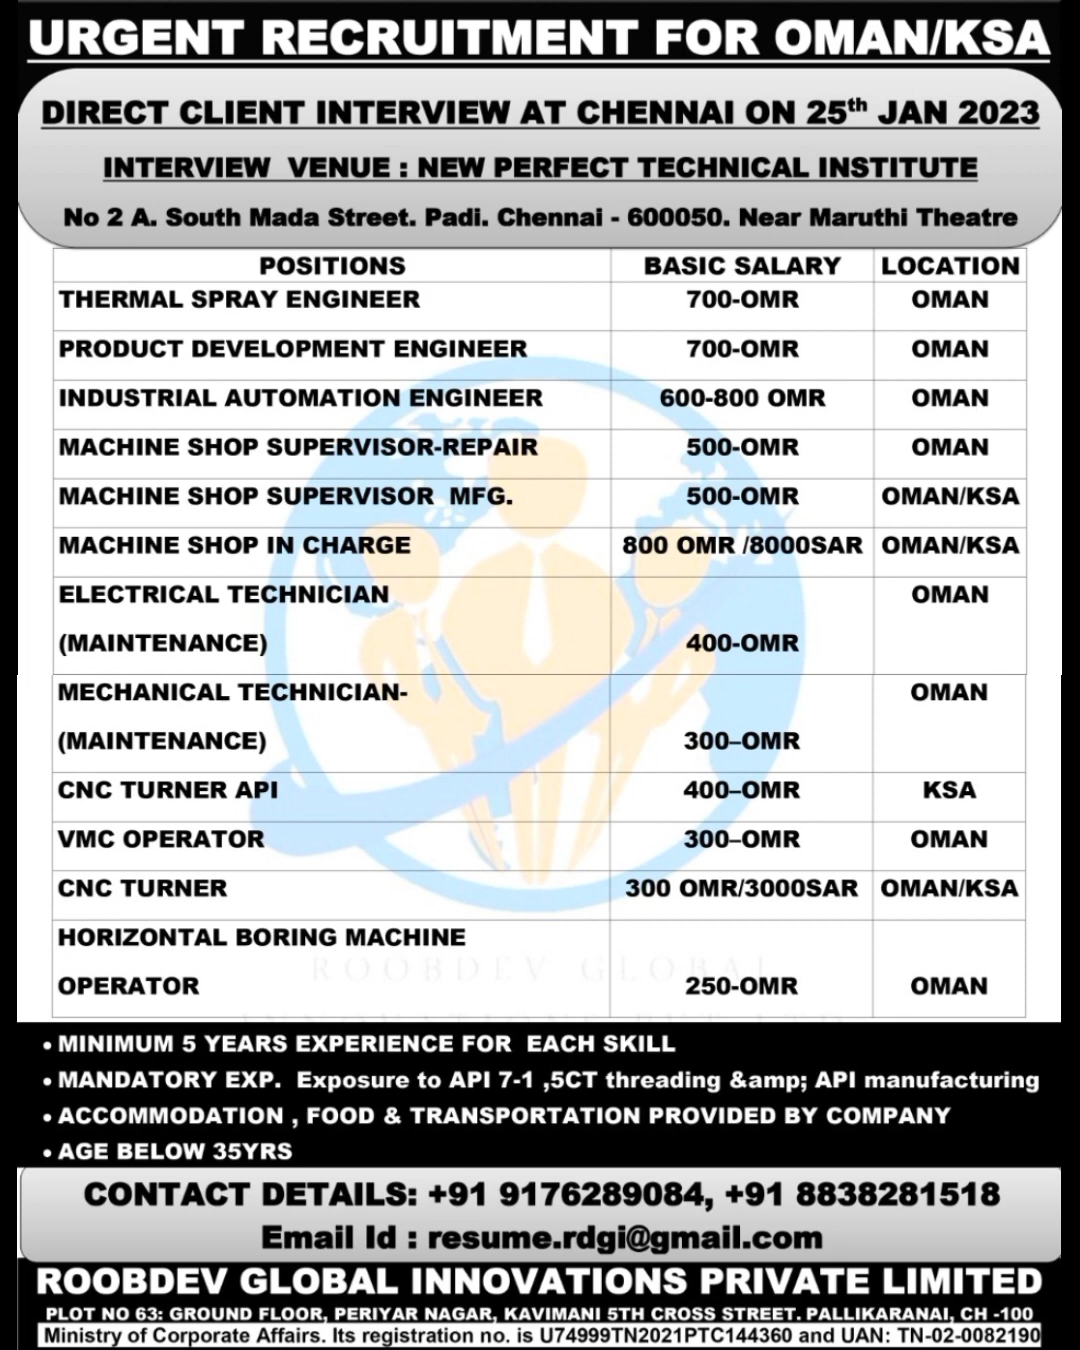 URGENT RECRUITMENT FOR OMAN/KSA
DIRECT CLIENT INTERVIEW AT CHENNAI ON 25th JAN 2023
INTERVIEW VENUE : NEW PERFECT TECHNICAL INSTITUTE
No 2 A. South Mada Street. Padi. Chennai - 600050. Near Maruthi Theatre
POSITIONS BASIC SALARY LOCATION
THERMAL SPRAY ENGINEER 700-OMR OMAN
PRODUCT DEVELOPMENT ENGINEER 700-OMR OMAN
INDUSTRIAL AUTOMATION ENGINEER 600-800 OMR OMAN
MACHINE SHOP SUPERVISOR-REPAIR 500-OMR OMAN
MACHINE SHOP SUPERVISOR MFG. 500-OMR OMAN/KSA
MACHINE SHOP IN CHARGE 800 OMR /8000SAR OMAN/KSA
ELECTRICAL TECHNICIAN OMAN
(MAINTENANCE) 400-OMR
MECHANICAL TECHNICIAN- OMAN
(MAINTENANCE) 300–OMR
CNC TURNER API 400–OMR KSA
VMC OPERATOR 300–OMR OMAN
CNC TURNER 300 OMR/3000SAR OMAN/KSA
HORIZONTAL BORING MACHINE
ROOBDEV GLOBAL
OPERATOR 250-OMR OMAN
INNOVATIONS PVT LTD
• MINIMUM 5 YEARS EXPERIENCE FOR EACH SKILL
• MANDATORY EXP. Exposure to API 7-1 ,5CT threading &amp; API manufacturing
• ACCOMMODATION , FOOD & TRANSPORTATION PROVIDED BY COMPANY
• AGE BELOW 35YRS
CONTACT DETAILS: +91 9176289084, +91 8838281518
Email Id : resume.rdgi@gmail.com
ROOBDEV GLOBAL INNOVATIONS PRIVATE LIMITED
PLOT NO 63: GROUND FLOOR, PERIYAR NAGAR, KAVIMANI 5TH CROSS STREET. PALLIKARANAI, CH -100
Ministry of Corporate Affairs. Its registration no. is U74999TN2021PTC144360 and UAN: TN-02-0082190